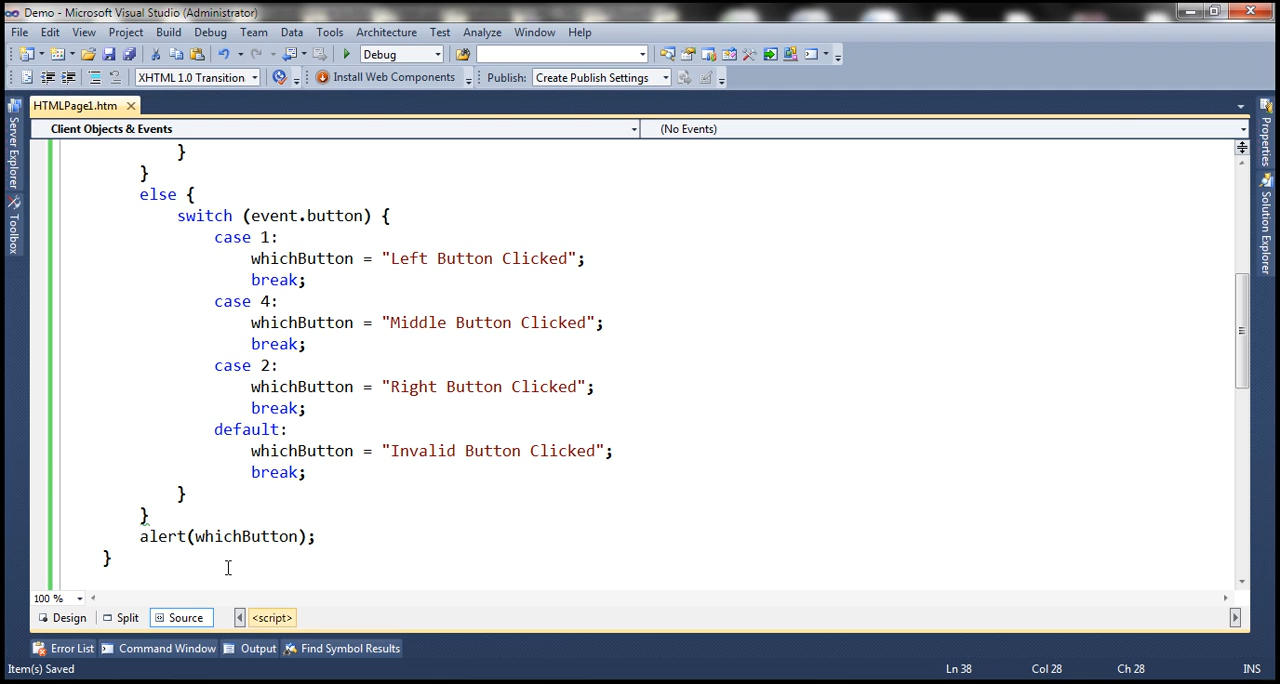 Demo - Microsoft Visual Studio (Administrator)
File Edit View Project Build Debug Team Data Tools Architecture Test Analyze Window Help
Debug
XHTML 1.0 Transition Install Web Components Publish: Create Publish Settings
HTMLPage1.htm
Client Objects & Events (No Events)
Server Explorer
Toolbox
Properties
Solution Explorer
}
}
else {
switch (event.button) {
case 1:
whichButton = "Left Button Clicked";
break;
case 4:
whichButton = "Middle Button Clicked";
break;
case 2:
whichButton = "Right Button Clicked";
break;
default:
whichButton = "Invalid Button Clicked";
break;
}
}
alert(whichButton);
}
100 %
Design Split Source <script>
Error List Command Window Output Find Symbol Results
Item(s) Saved Ln 38 Col 28 Ch 28 INS